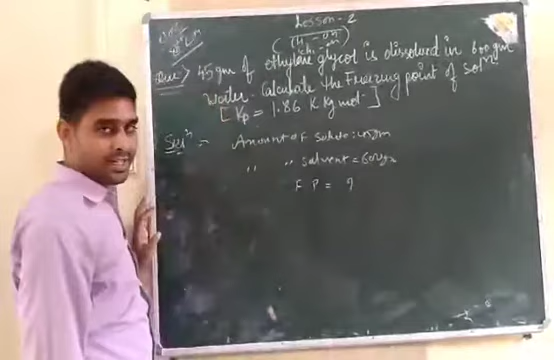 Lesson-2
Que 45 gm of ethylene glycol is dissolved in 600 gm
water. Calculate the Freezing point of Solⁿ.
[ Kf = 1.86 K Kg mol⁻¹ ]
Solⁿ :- Amount of Solute = 45gm
" " Solvent = 600gm
F P = ?